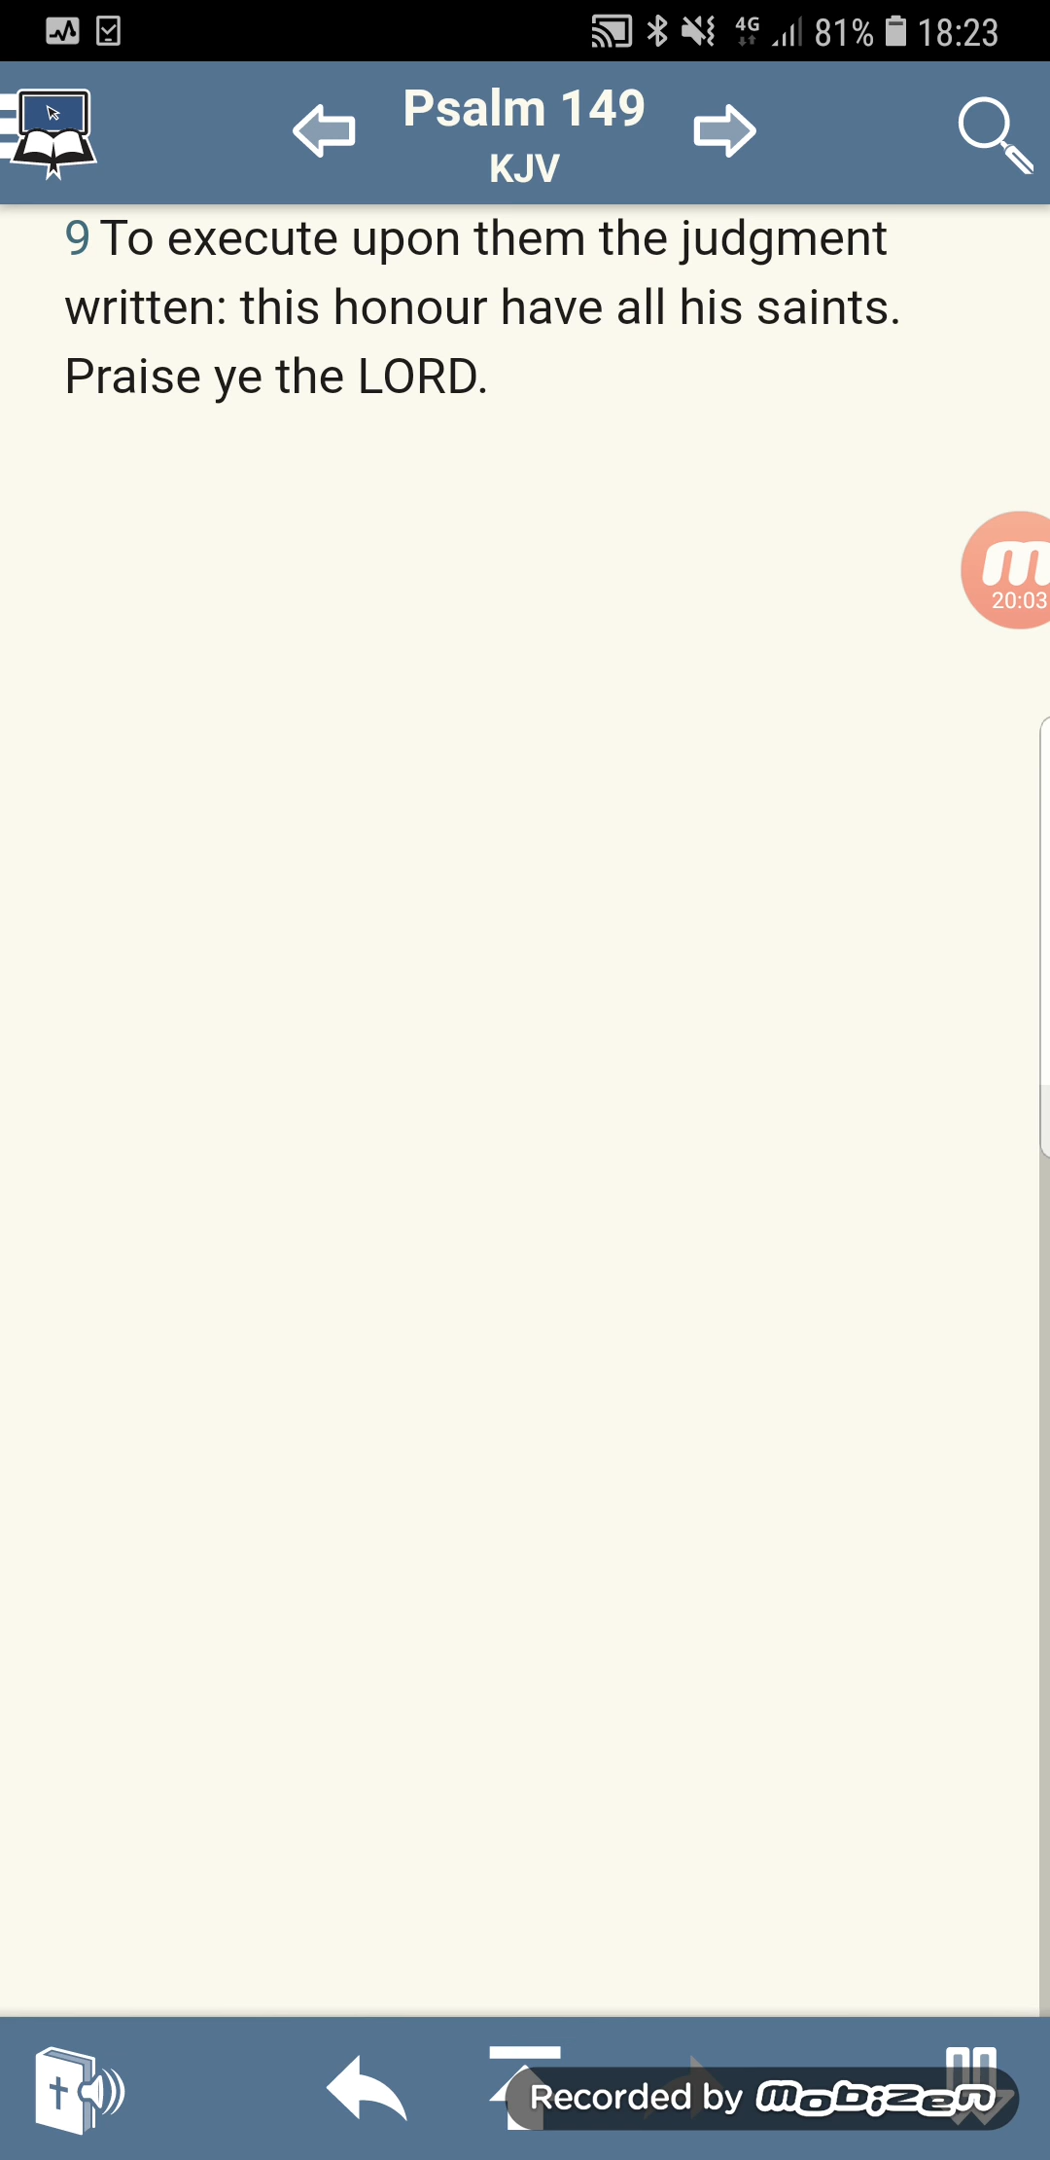 4G 81% 18:23
Psalm 149
KJV
9 To execute upon them the judgment
written: this honour have all his saints.
Praise ye the LORD.
m
20:03
Recorded by mobizen